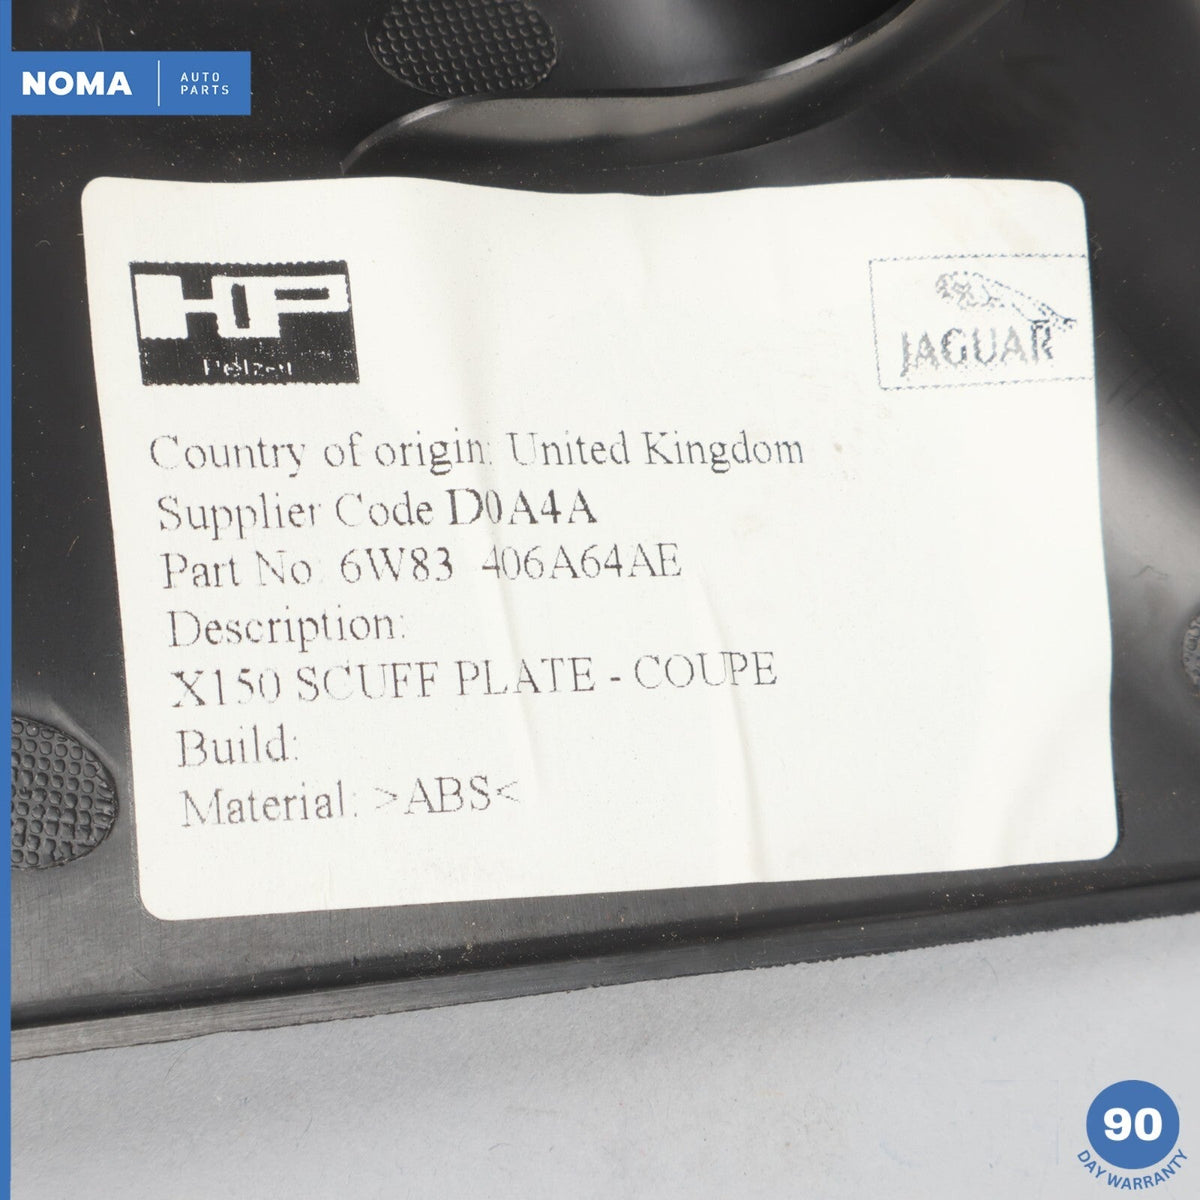 NOMA
AUTO
PARTS
HP
Pelzer
JAGUAR
Country of origin: United Kingdom
Supplier Code D0A4A
Part No: 6W83 406A64AE
Description:
X150 SCUFF PLATE - COUPE
Build:
Material: >ABS<
90
DAY WARRANTY